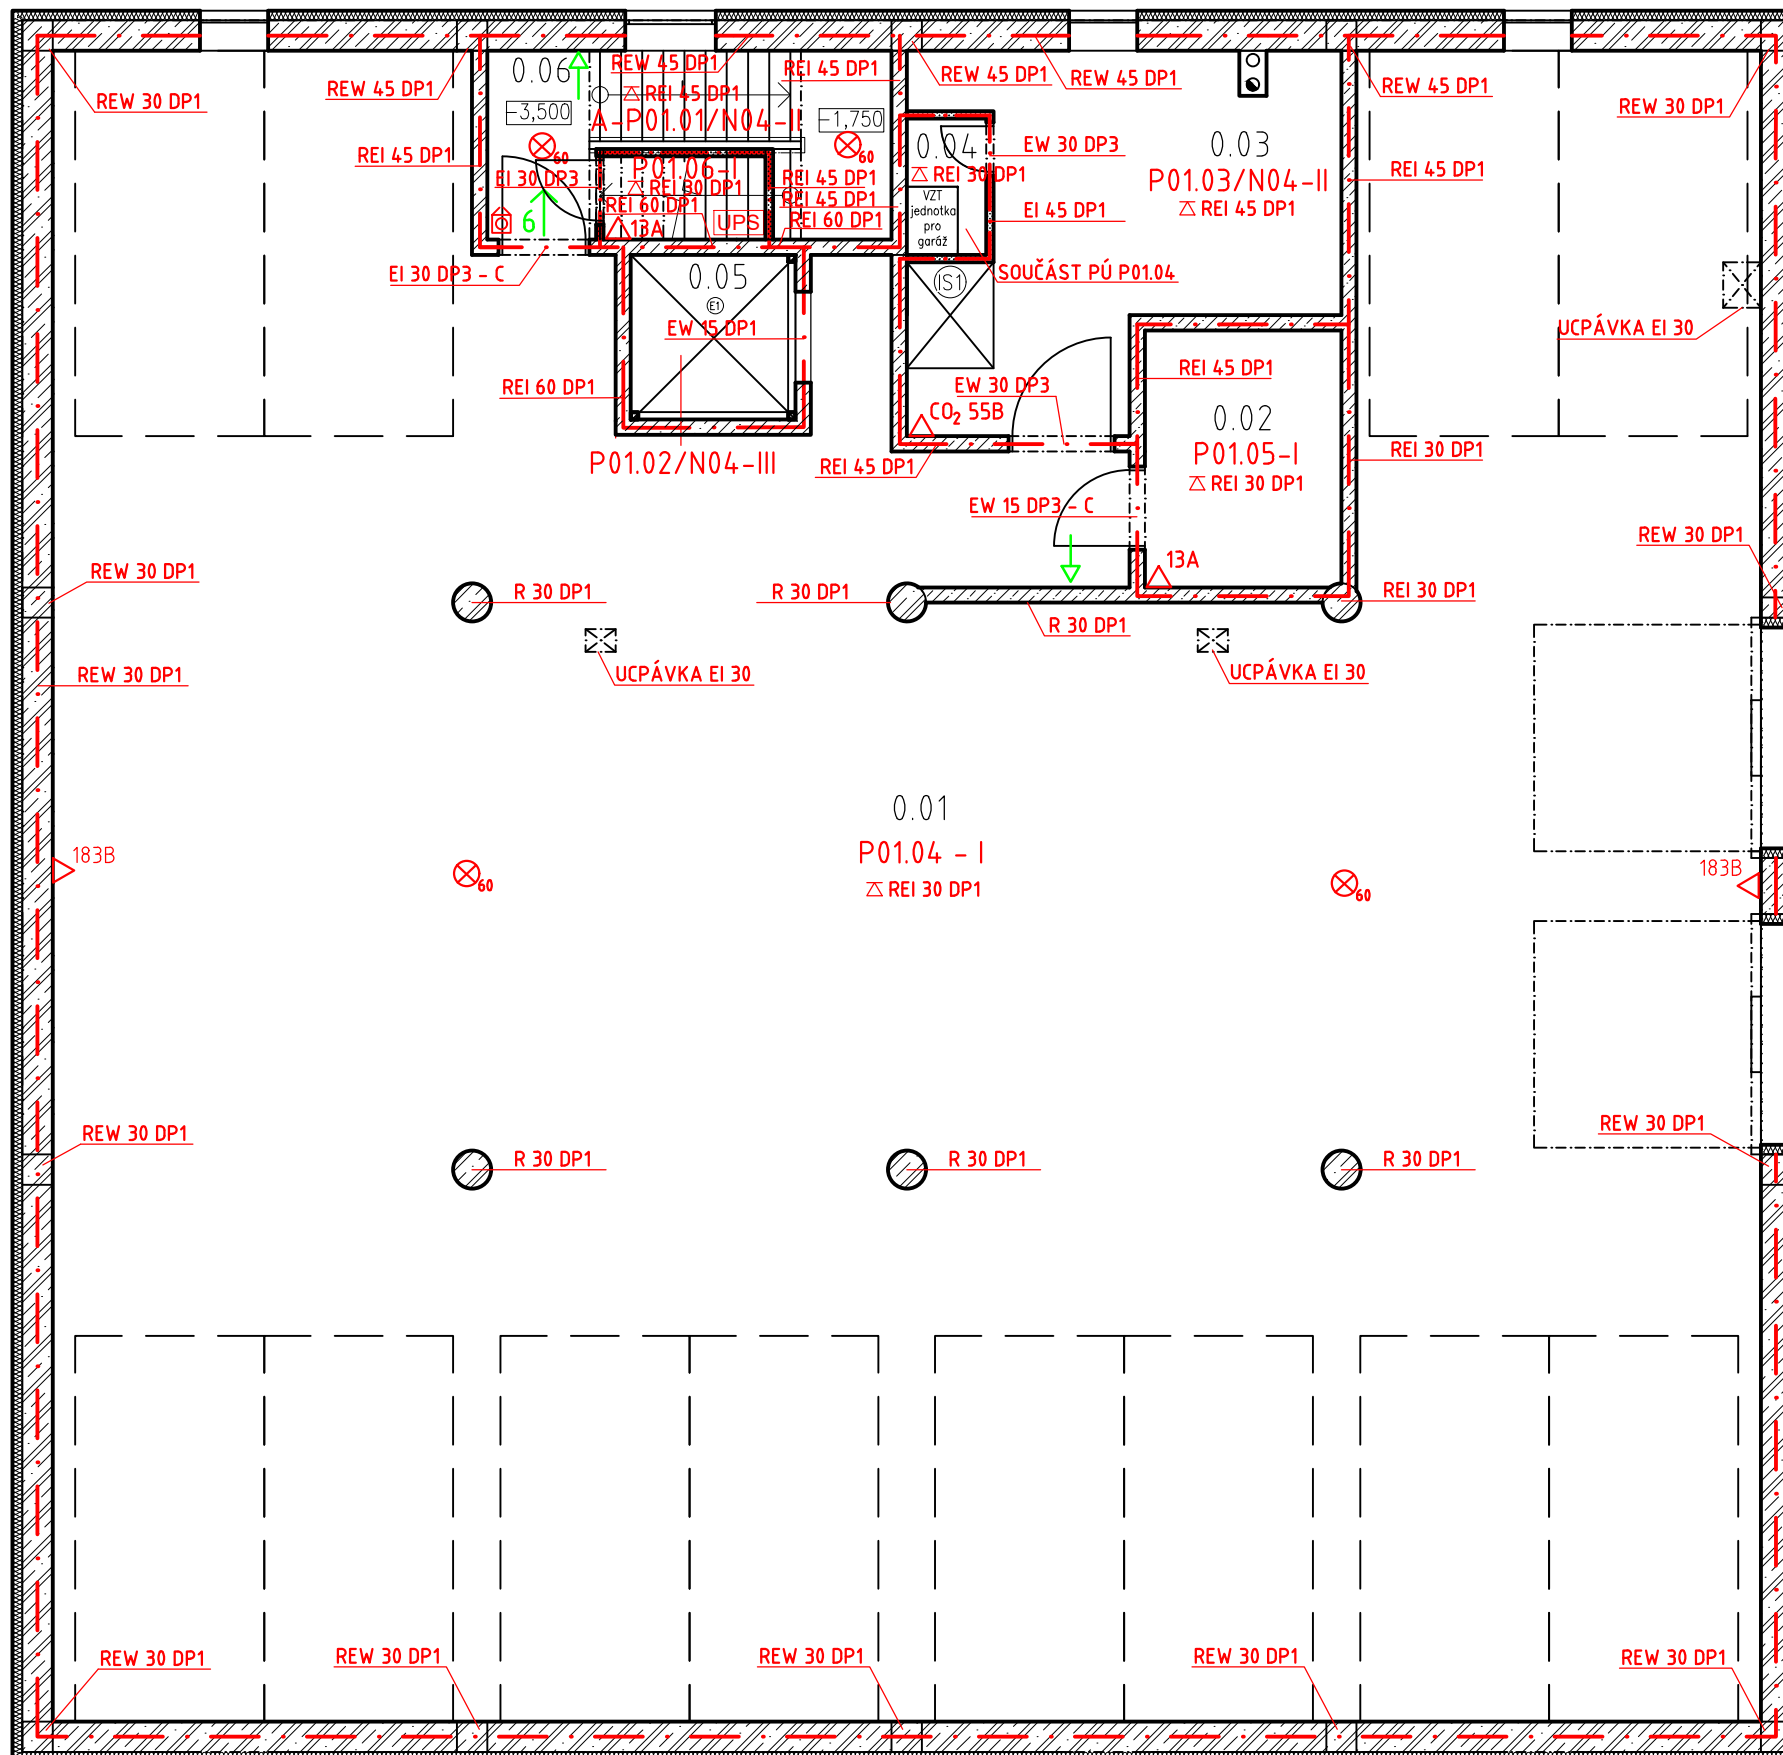 0.06
REW 45 DP1
REI 45 DP1
REW 45 DP1
REW 45 DP1
REW 45 DP1
REW 30 DP1
REW 45 DP1
REI 45 DP1
-3,500
A-P01.01/N04-II
-1,750
REW 30 DP1
60
60
REI 45 DP1
EI 30 DP3
P01.06-I
REI 30 DP1
REI 45 DP1
REI 60 DP1
REI 45 DP1
UPS
REI 60 DP1
6
13A
0.04
REI 30 DP1
EW 30 DP3
VZT
jednotka
pro
garáž
EI 45 DP1
0.03
P01.03/N04-II
REI 45 DP1
REI 45 DP1
EI 30 DP3 - C
0.05
E1
IS1
SOUČÁST PÚ P01.04
EW 15 DP1
UCPÁVKA EI 30
REI 60 DP1
EW 30 DP3
REI 45 DP1
CO2 55B
0.02
P01.05-I
REI 30 DP1
REI 30 DP1
P01.02/N04-III
REI 45 DP1
EW 15 DP3 - C
13A
REW 30 DP1
REW 30 DP1
R 30 DP1
R 30 DP1
REI 30 DP1
R 30 DP1
REW 30 DP1
UCPÁVKA EI 30
UCPÁVKA EI 30
0.01
P01.04 - I
REI 30 DP1
183B
60
60
183B
REW 30 DP1
REW 30 DP1
R 30 DP1
R 30 DP1
R 30 DP1
REW 30 DP1
REW 30 DP1
REW 30 DP1
REW 30 DP1
REW 30 DP1